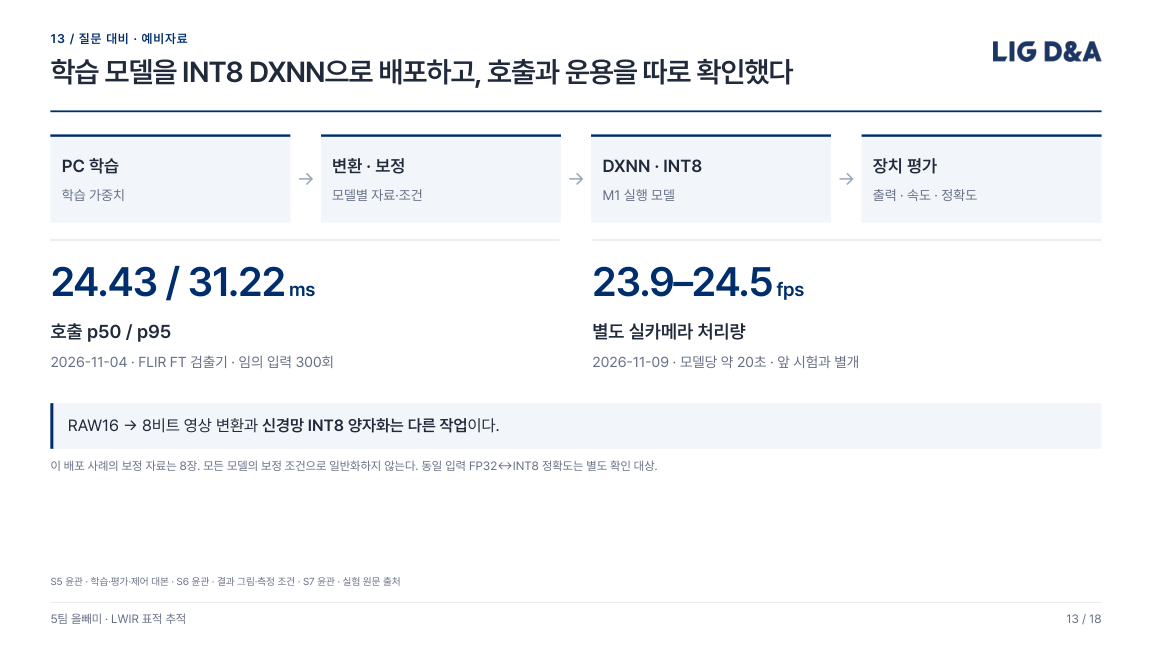 13 / 질문 대비 · 예비자료
LIG D&A
학습 모델을 INT8 DXNN으로 배포하고, 호출과 운용을 따로 확인했다
PC 학습
학습 가중치
→
변환 · 보정
모델별 자료·조건
→
DXNN · INT8
M1 실행 모델
→
장치 평가
출력 · 속도 · 정확도
24.43 / 31.22 ms
호출 p50 / p95
2026-11-04 · FLIR FT 검출기 · 임의 입력 300회
23.9–24.5 fps
별도 실카메라 처리량
2026-11-09 · 모델당 약 20초 · 앞 시험과 별개
RAW16 → 8비트 영상 변환과 신경망 INT8 양자화는 다른 작업이다.
이 배포 사례의 보정 자료는 8장. 모든 모델의 보정 조건으로 일반화하지 않는다. 동일 입력 FP32↔INT8 정확도는 별도 확인 대상.
S5 윤관 · 학습·평가·제어 대본 · S6 윤관 · 결과 그림·측정 조건 · S7 윤관 · 실험 원문 출처
5팀 올빼미 · LWIR 표적 추적
13 / 18